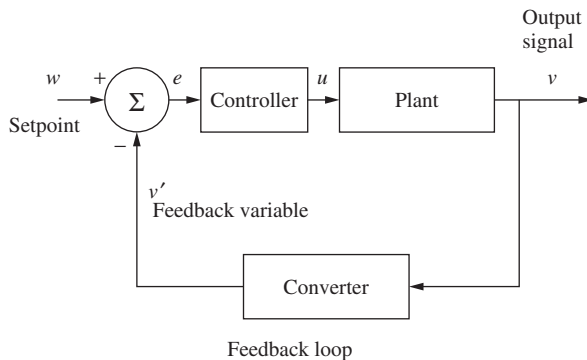 Output
signal
w
+
Σ
e
Controller
u
Plant
v
Setpoint
−
v′
Feedback variable
Converter
Feedback loop